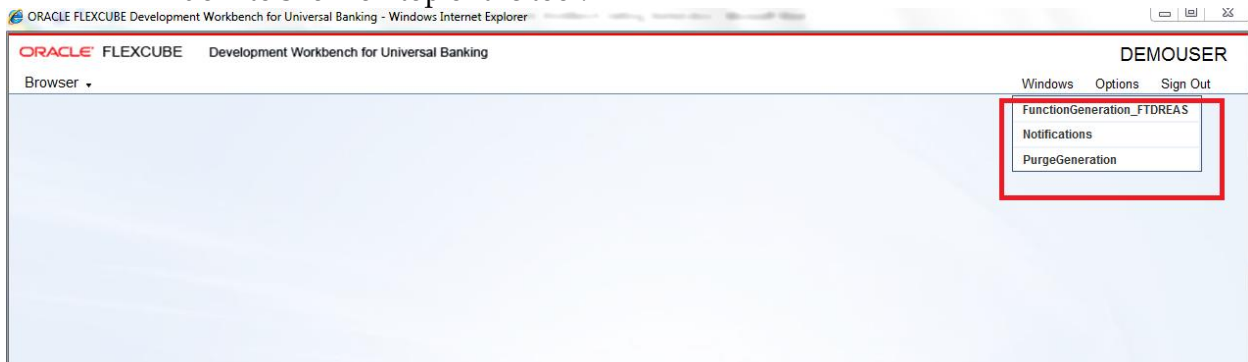 ORACLE FLEXCUBE Development Workbench for Universal Banking - Windows Internet Explorer
ORACLE FLEXCUBE Development Workbench for Universal Banking
DEMOUSER
Browser
Windows Options Sign Out
FunctionGeneration_FTDREAS
Notifications
PurgeGeneration